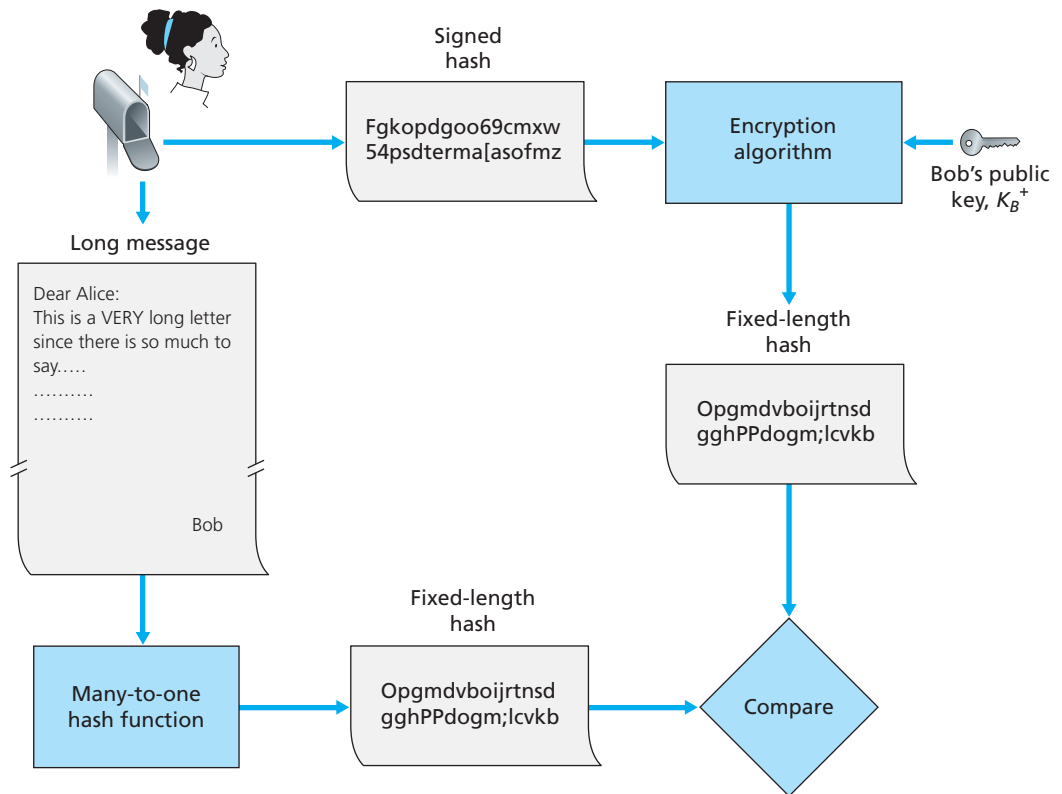 Signed
hash
Fgkopdgoo69cmxw
54psdterma[asofmz
Encryption
algorithm
Bob's public
key, K_B^+
Long message
Dear Alice:
This is a VERY long letter
since there is so much to
say.....
..........
..........
Bob
Fixed-length
hash
Opgmdvboijrtnsd
gghPPdogm;lcvkb
Many-to-one
hash function
Fixed-length
hash
Opgmdvboijrtnsd
gghPPdogm;lcvkb
Compare